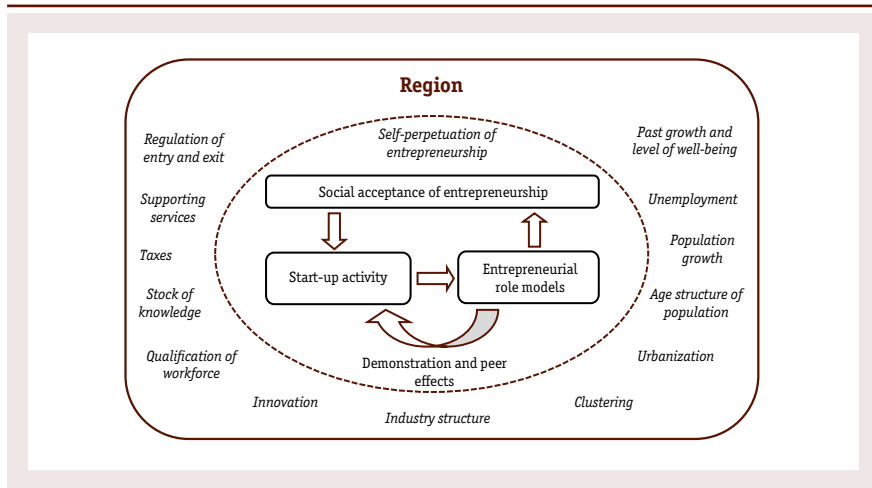 Region
Regulation of
entry and exit
Self-perpetuation of
entrepreneurship
Past growth and
level of well-being
Supporting
services
Social acceptance of entrepreneurship
Unemployment
Taxes
Start-up activity
Entrepreneurial
role models
Population
growth
Stock of
knowledge
Age structure of
population
Qualification of
workforce
Demonstration and peer
effects
Urbanization
Innovation
Industry structure
Clustering